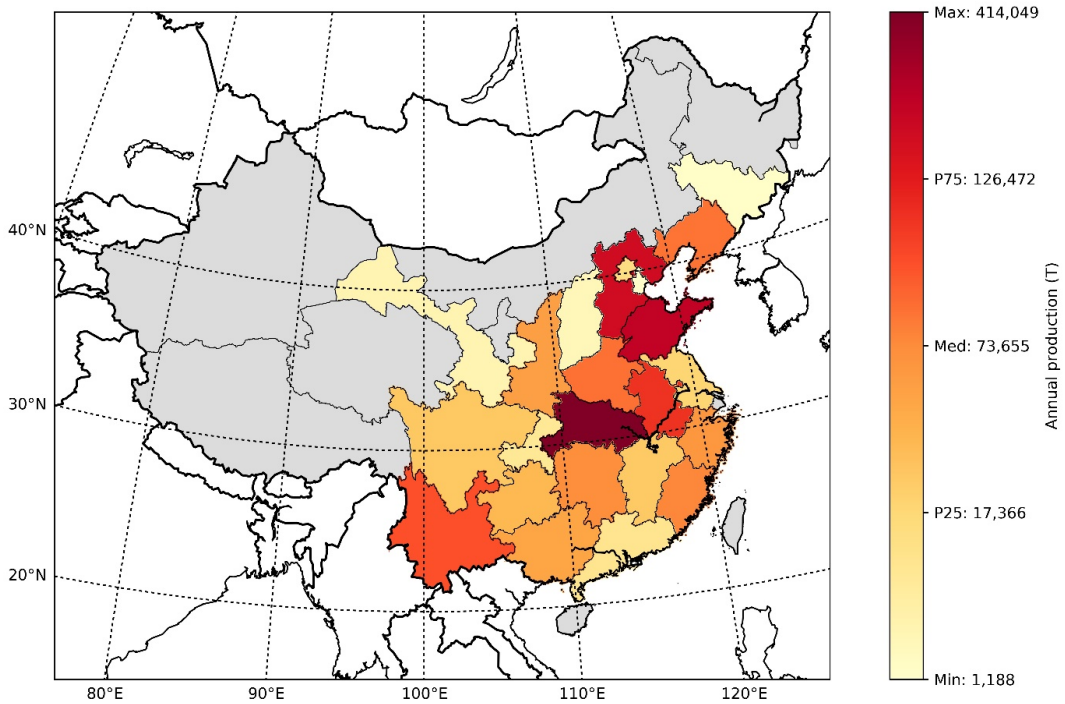 Max: 414,049
P75: 126,472
Med: 73,655
P25: 17,366
Min: 1,188
Annual production (T)
40°N
30°N
20°N
80°E
90°E
100°E
110°E
120°E